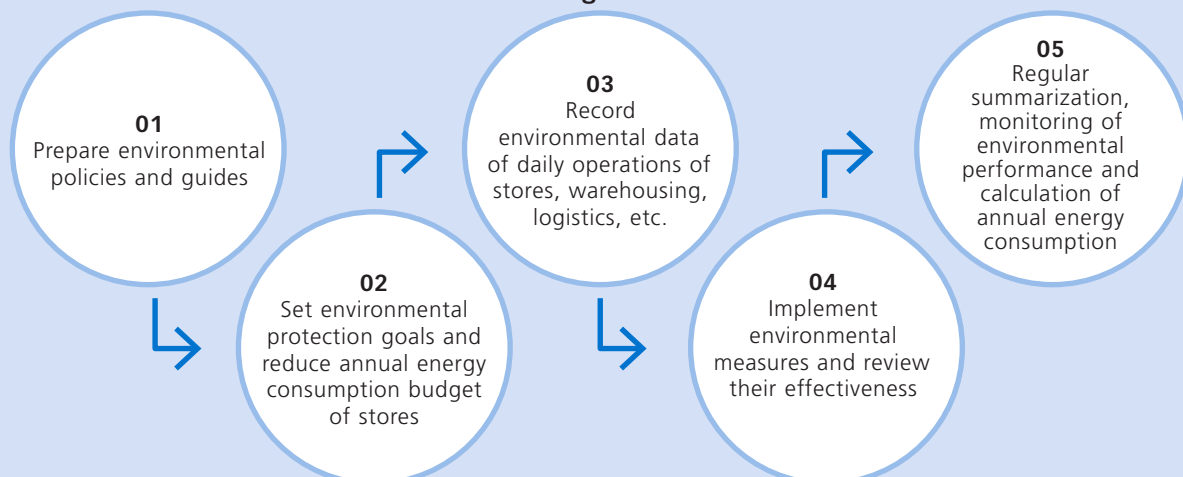 01
Prepare environmental
policies and guides
02
Set environmental
protection goals and
reduce annual energy
consumption budget
of stores
03
Record
environmental data
of daily operations of
stores, warehousing,
logistics, etc.
04
Implement
environmental
measures and review
their effectiveness
05
Regular
summarization,
monitoring of
environmental
performance and
calculation of
annual energy
consumption